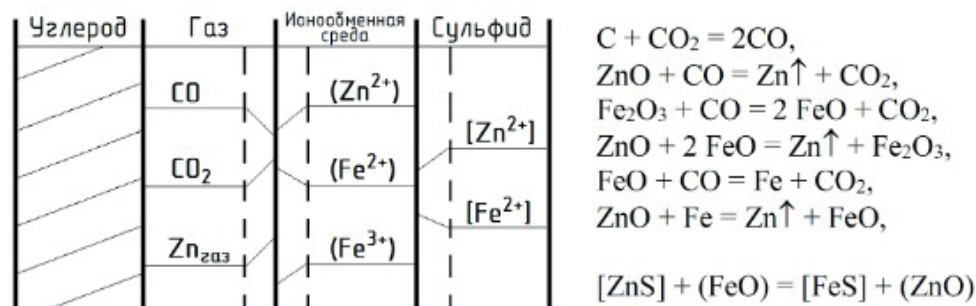 Углерод Газ Ионообменная среда Сульфид
CO (Zn²⁺) [Zn²⁺]
CO₂ (Fe²⁺) [Fe²⁺]
Znгаз (Fe³⁺)
C + CO₂ = 2CO,
ZnO + CO = Zn↑ + CO₂,
Fe₂O₃ + CO = 2 FeO + CO₂,
ZnO + 2 FeO = Zn↑ + Fe₂O₃,
FeO + CO = Fe + CO₂,
ZnO + Fe = Zn↑ + FeO,
[ZnS] + (FeO) = [FeS] + (ZnO)